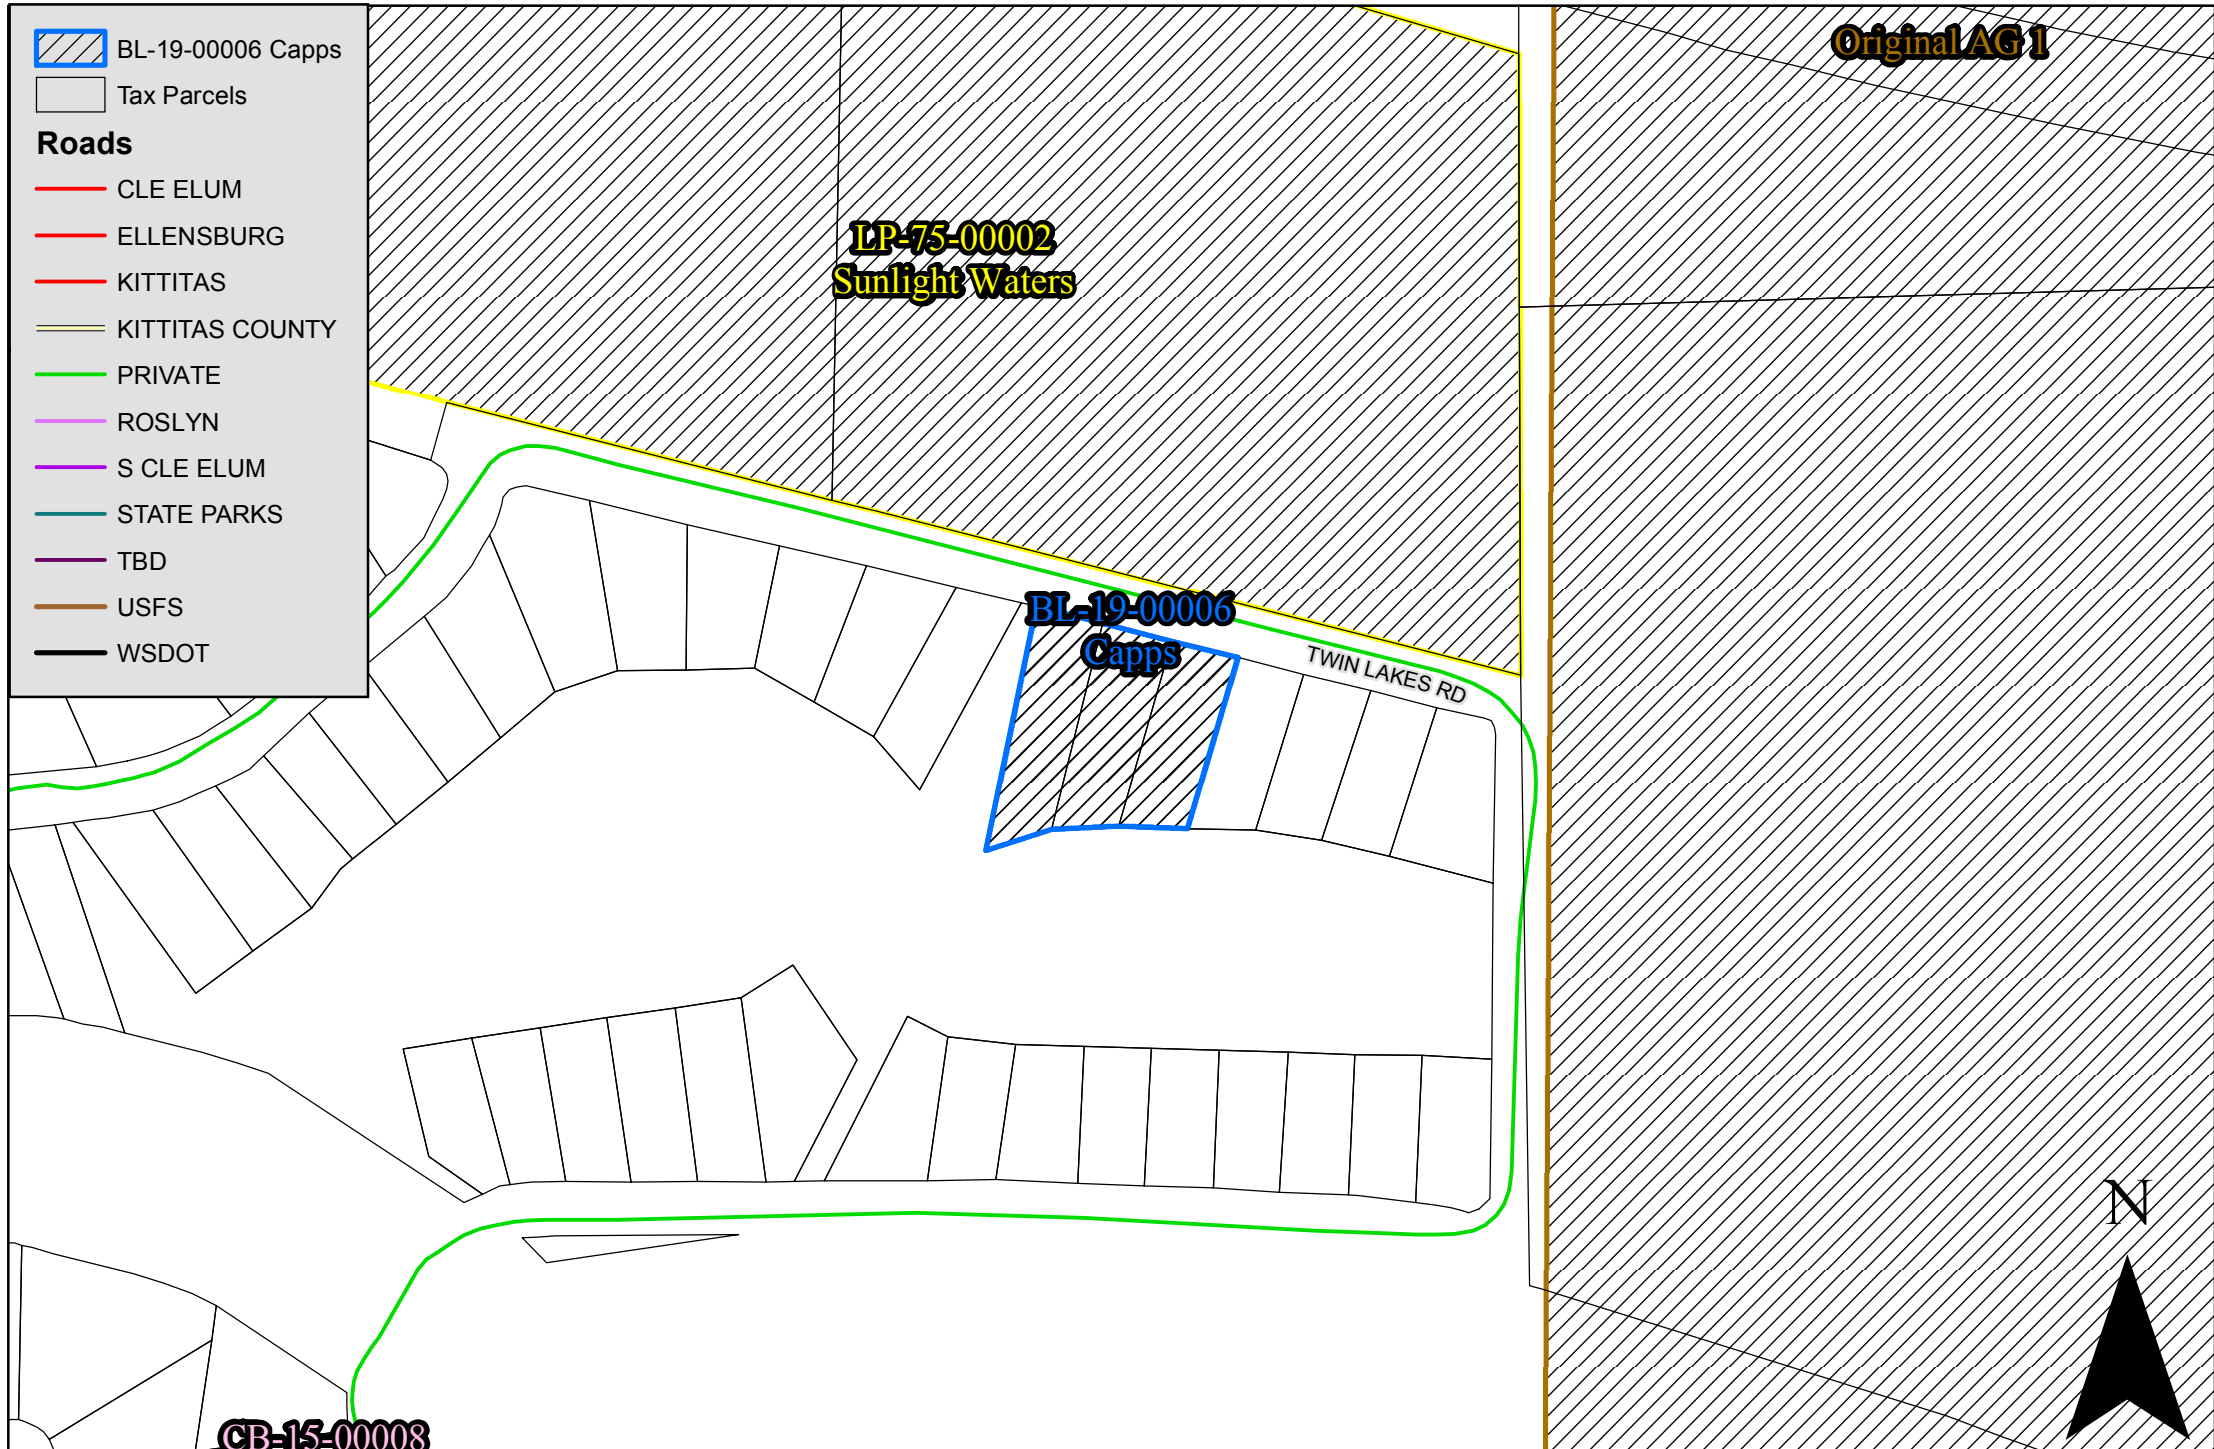 BL-19-00006 Capps
Tax Parcels
Roads
CLE ELUM
ELLENSBURG
KITTITAS
KITTITAS COUNTY
PRIVATE
ROSLYN
S CLE ELUM
STATE PARKS
TBD
USFS
WSDOT
Original AG 1
LP-75-00002
Sunlight Waters
BL-19-00006
Capps
TWIN LAKES RD
N
CB-15-00008